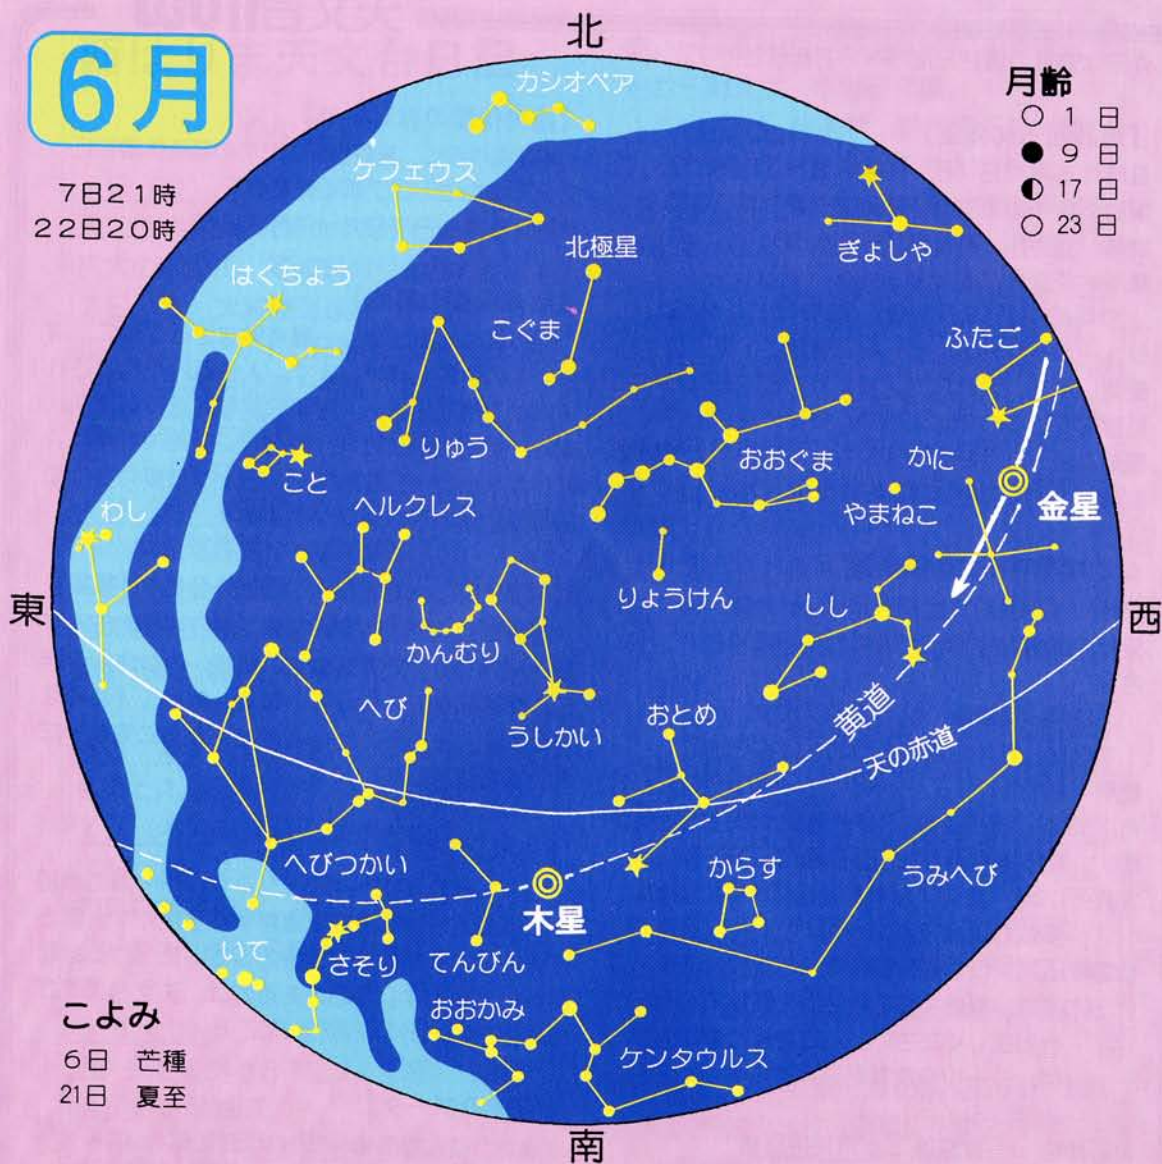 北
6月
7日21時
22日20時
月齢
○ 1 日
● 9 日
◐ 17 日
○ 23 日
カシオペア
ケフェウス
ぎょしゃ
北極星
はくちょう
こぐま
ふたご
りゅう
おおぐま
かに
こと
やまねこ
金星
わし
ヘルクレス
りょうけん
しし
東
西
かんむり
へび
うしかい
おとめ
黄道
天の赤道
へびつかい
からす
うみへび
木星
いて
さそり
てんびん
おおかみ
ケンタウルス
こよみ
6日 芒種
21日 夏至
南